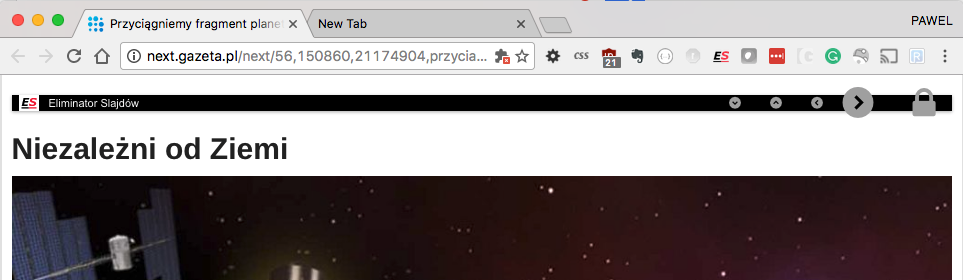 Przyciągniemy fragment plane
New Tab
PAWEL
next.gazeta.pl/next/56,150860,21174904,przycia...
CSS 21 ES
ES Eliminator Slajdów
Niezależni od Ziemi